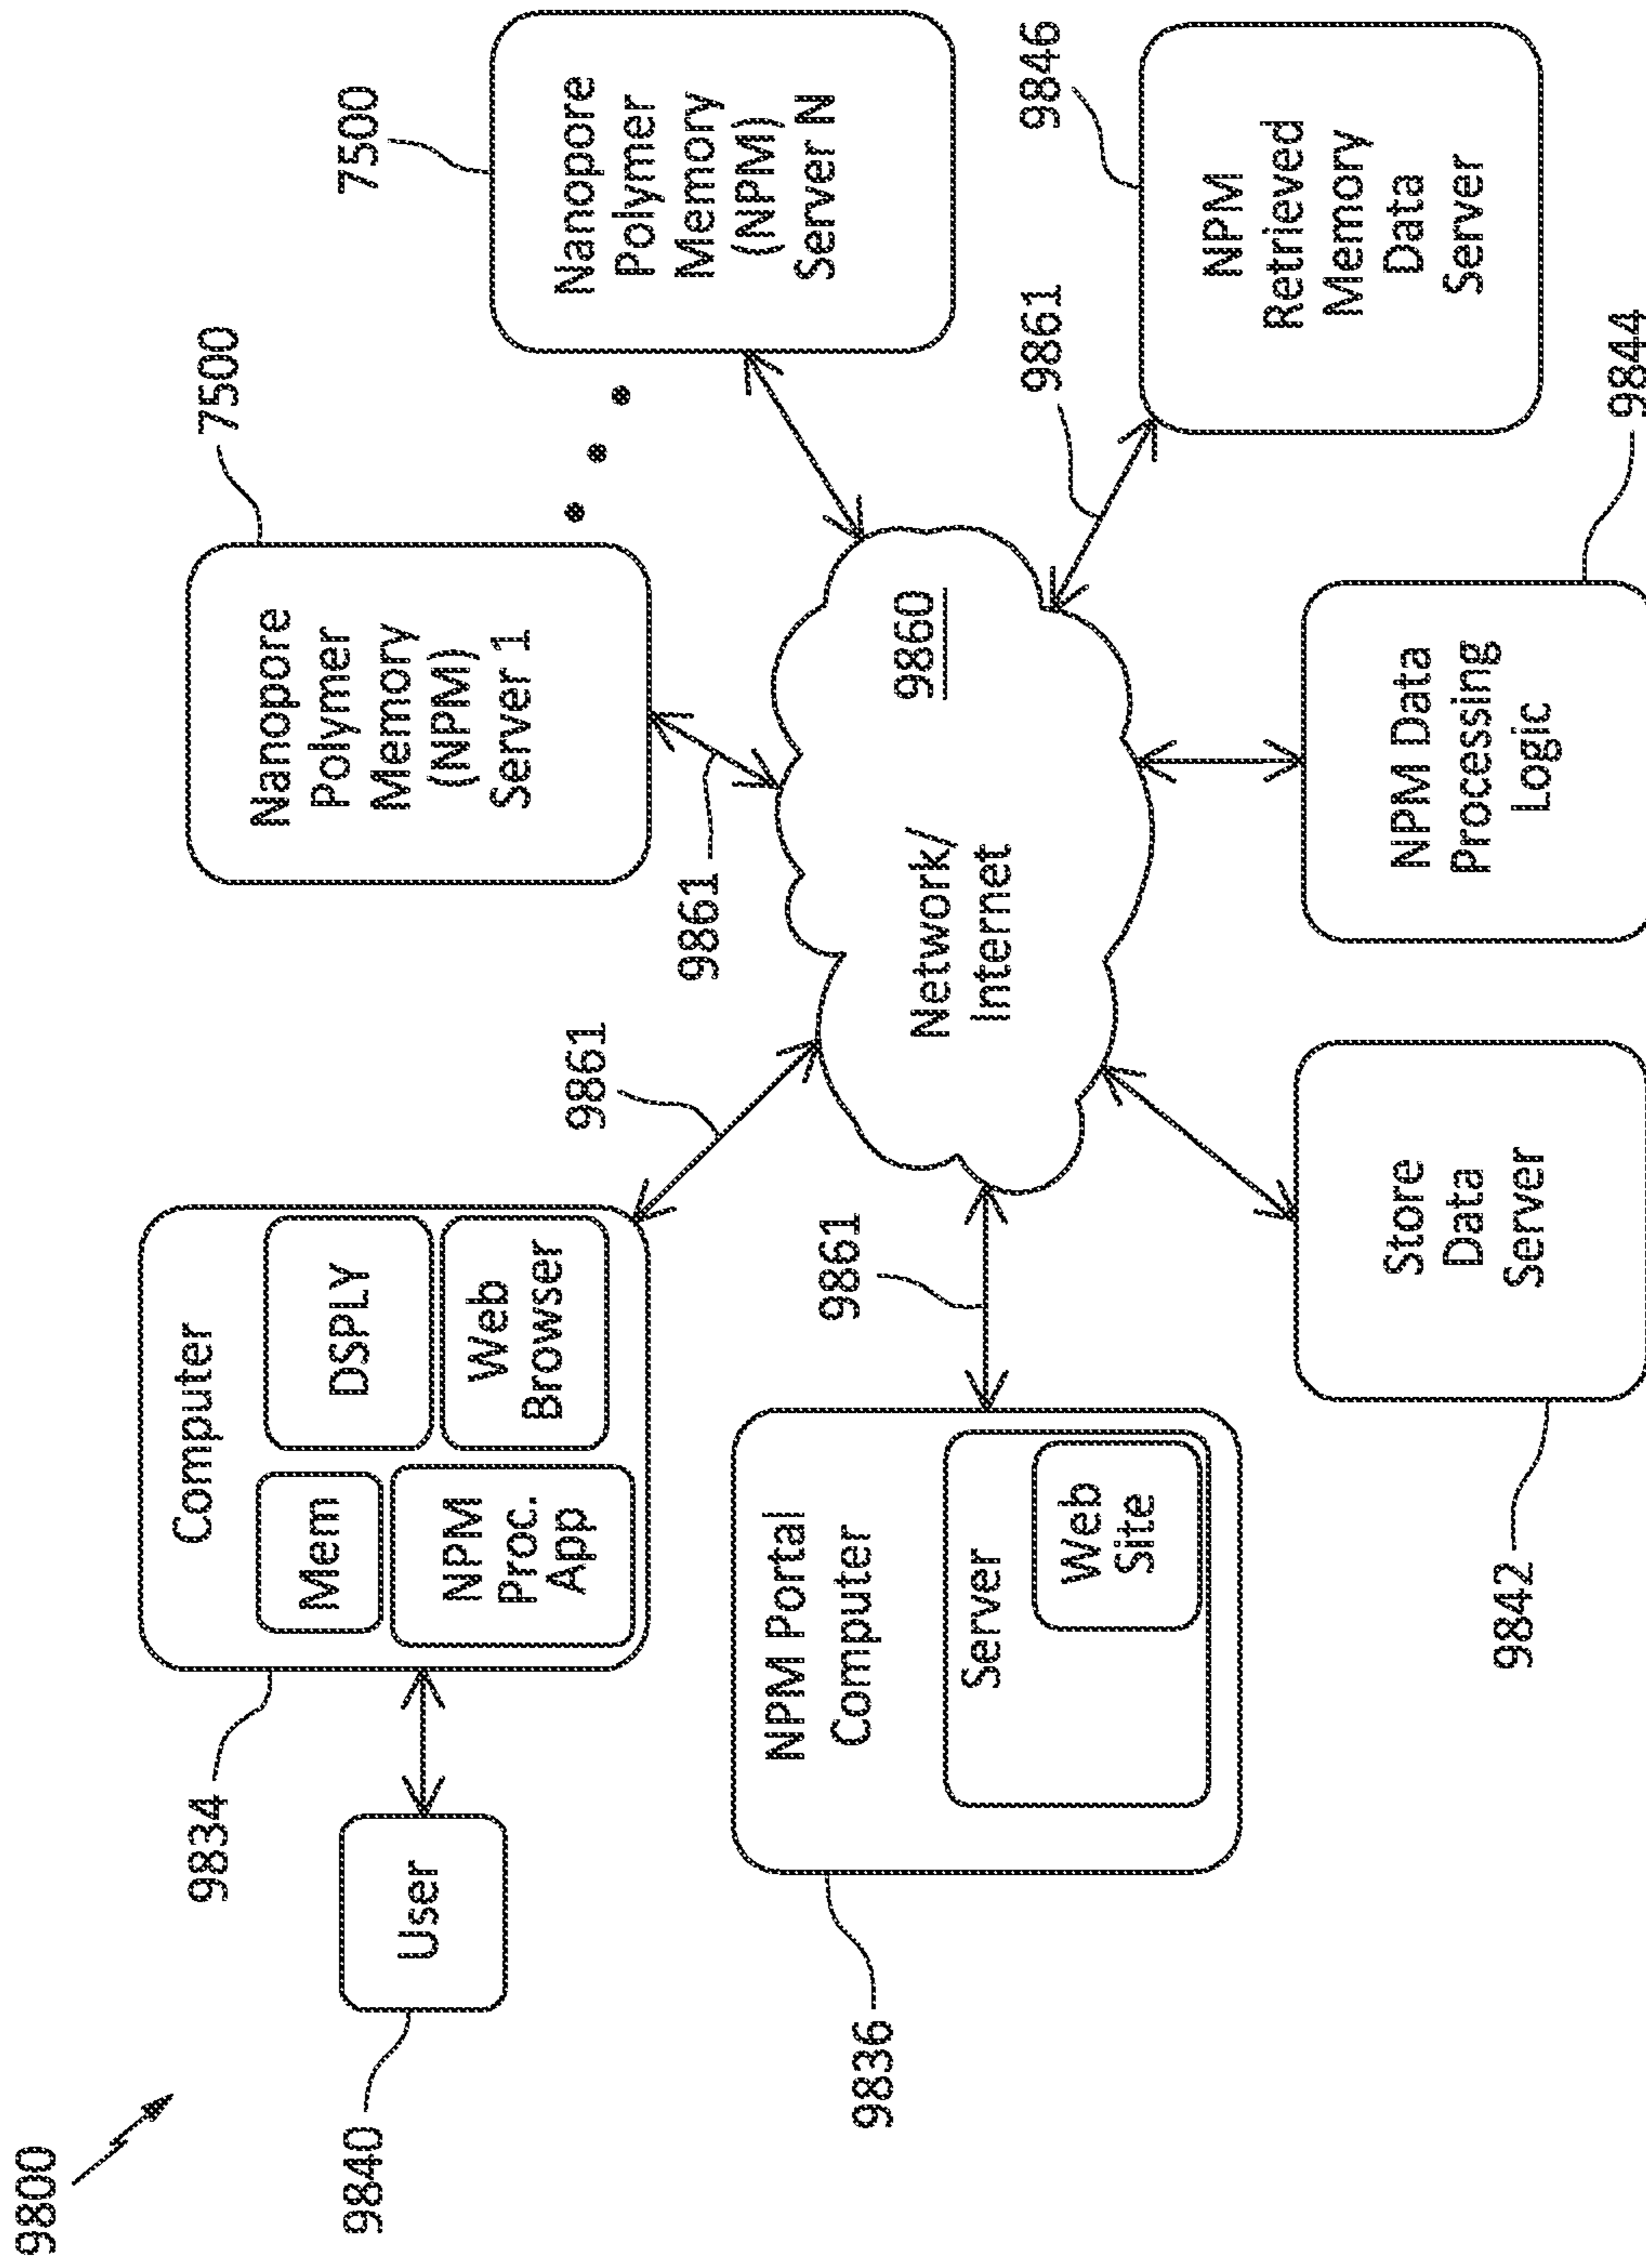 9800
9834
Computer
Mem
DSPLY
NPM
Proc.
App
Web
Browser
9840
User
9861
7500
Nanopore
Polymer
Memory
(NPM)
Server 1
9861
7500
Nanopore
Polymer
Memory
(NPM)
Server N
9836
NPM Portal
Computer
Server
Web
Site
9861
Network/
Internet
9860
9861
9846
NPM
Retrieved
Memory
Data
Server
9842
Store
Data
Server
NPM Data
Processing
Logic
9844